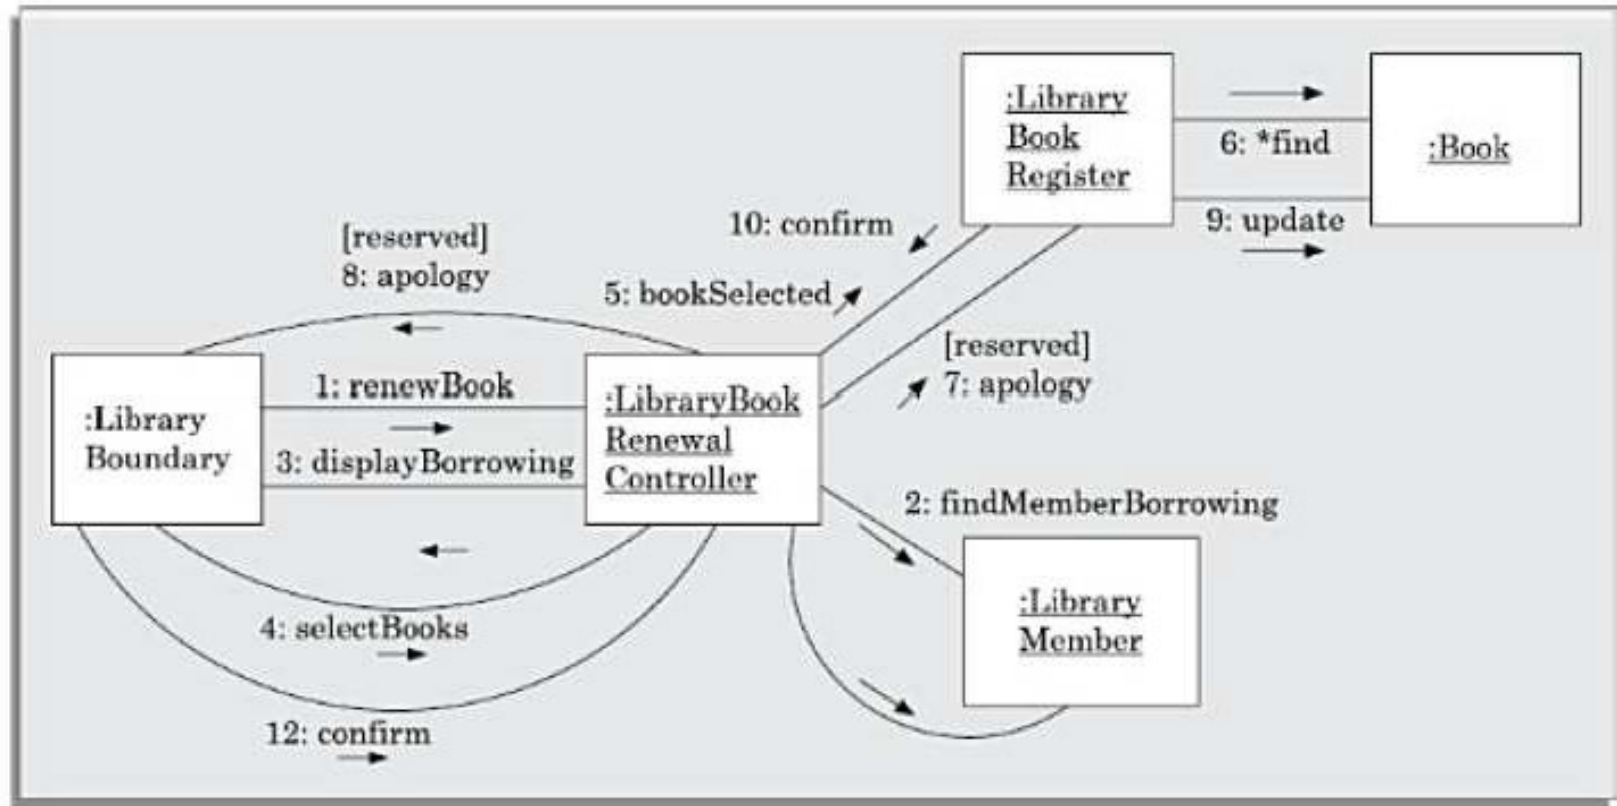 :Library
Book
Register
6: *find
:Book
9: update
10: confirm
[reserved]
8: apology
5: bookSelected
[reserved]
7: apology
1: renewBook
:Library
Boundary
3: displayBorrowing
:LibraryBook
Renewal
Controller
2: findMemberBorrowing
:Library
Member
4: selectBooks
12: confirm